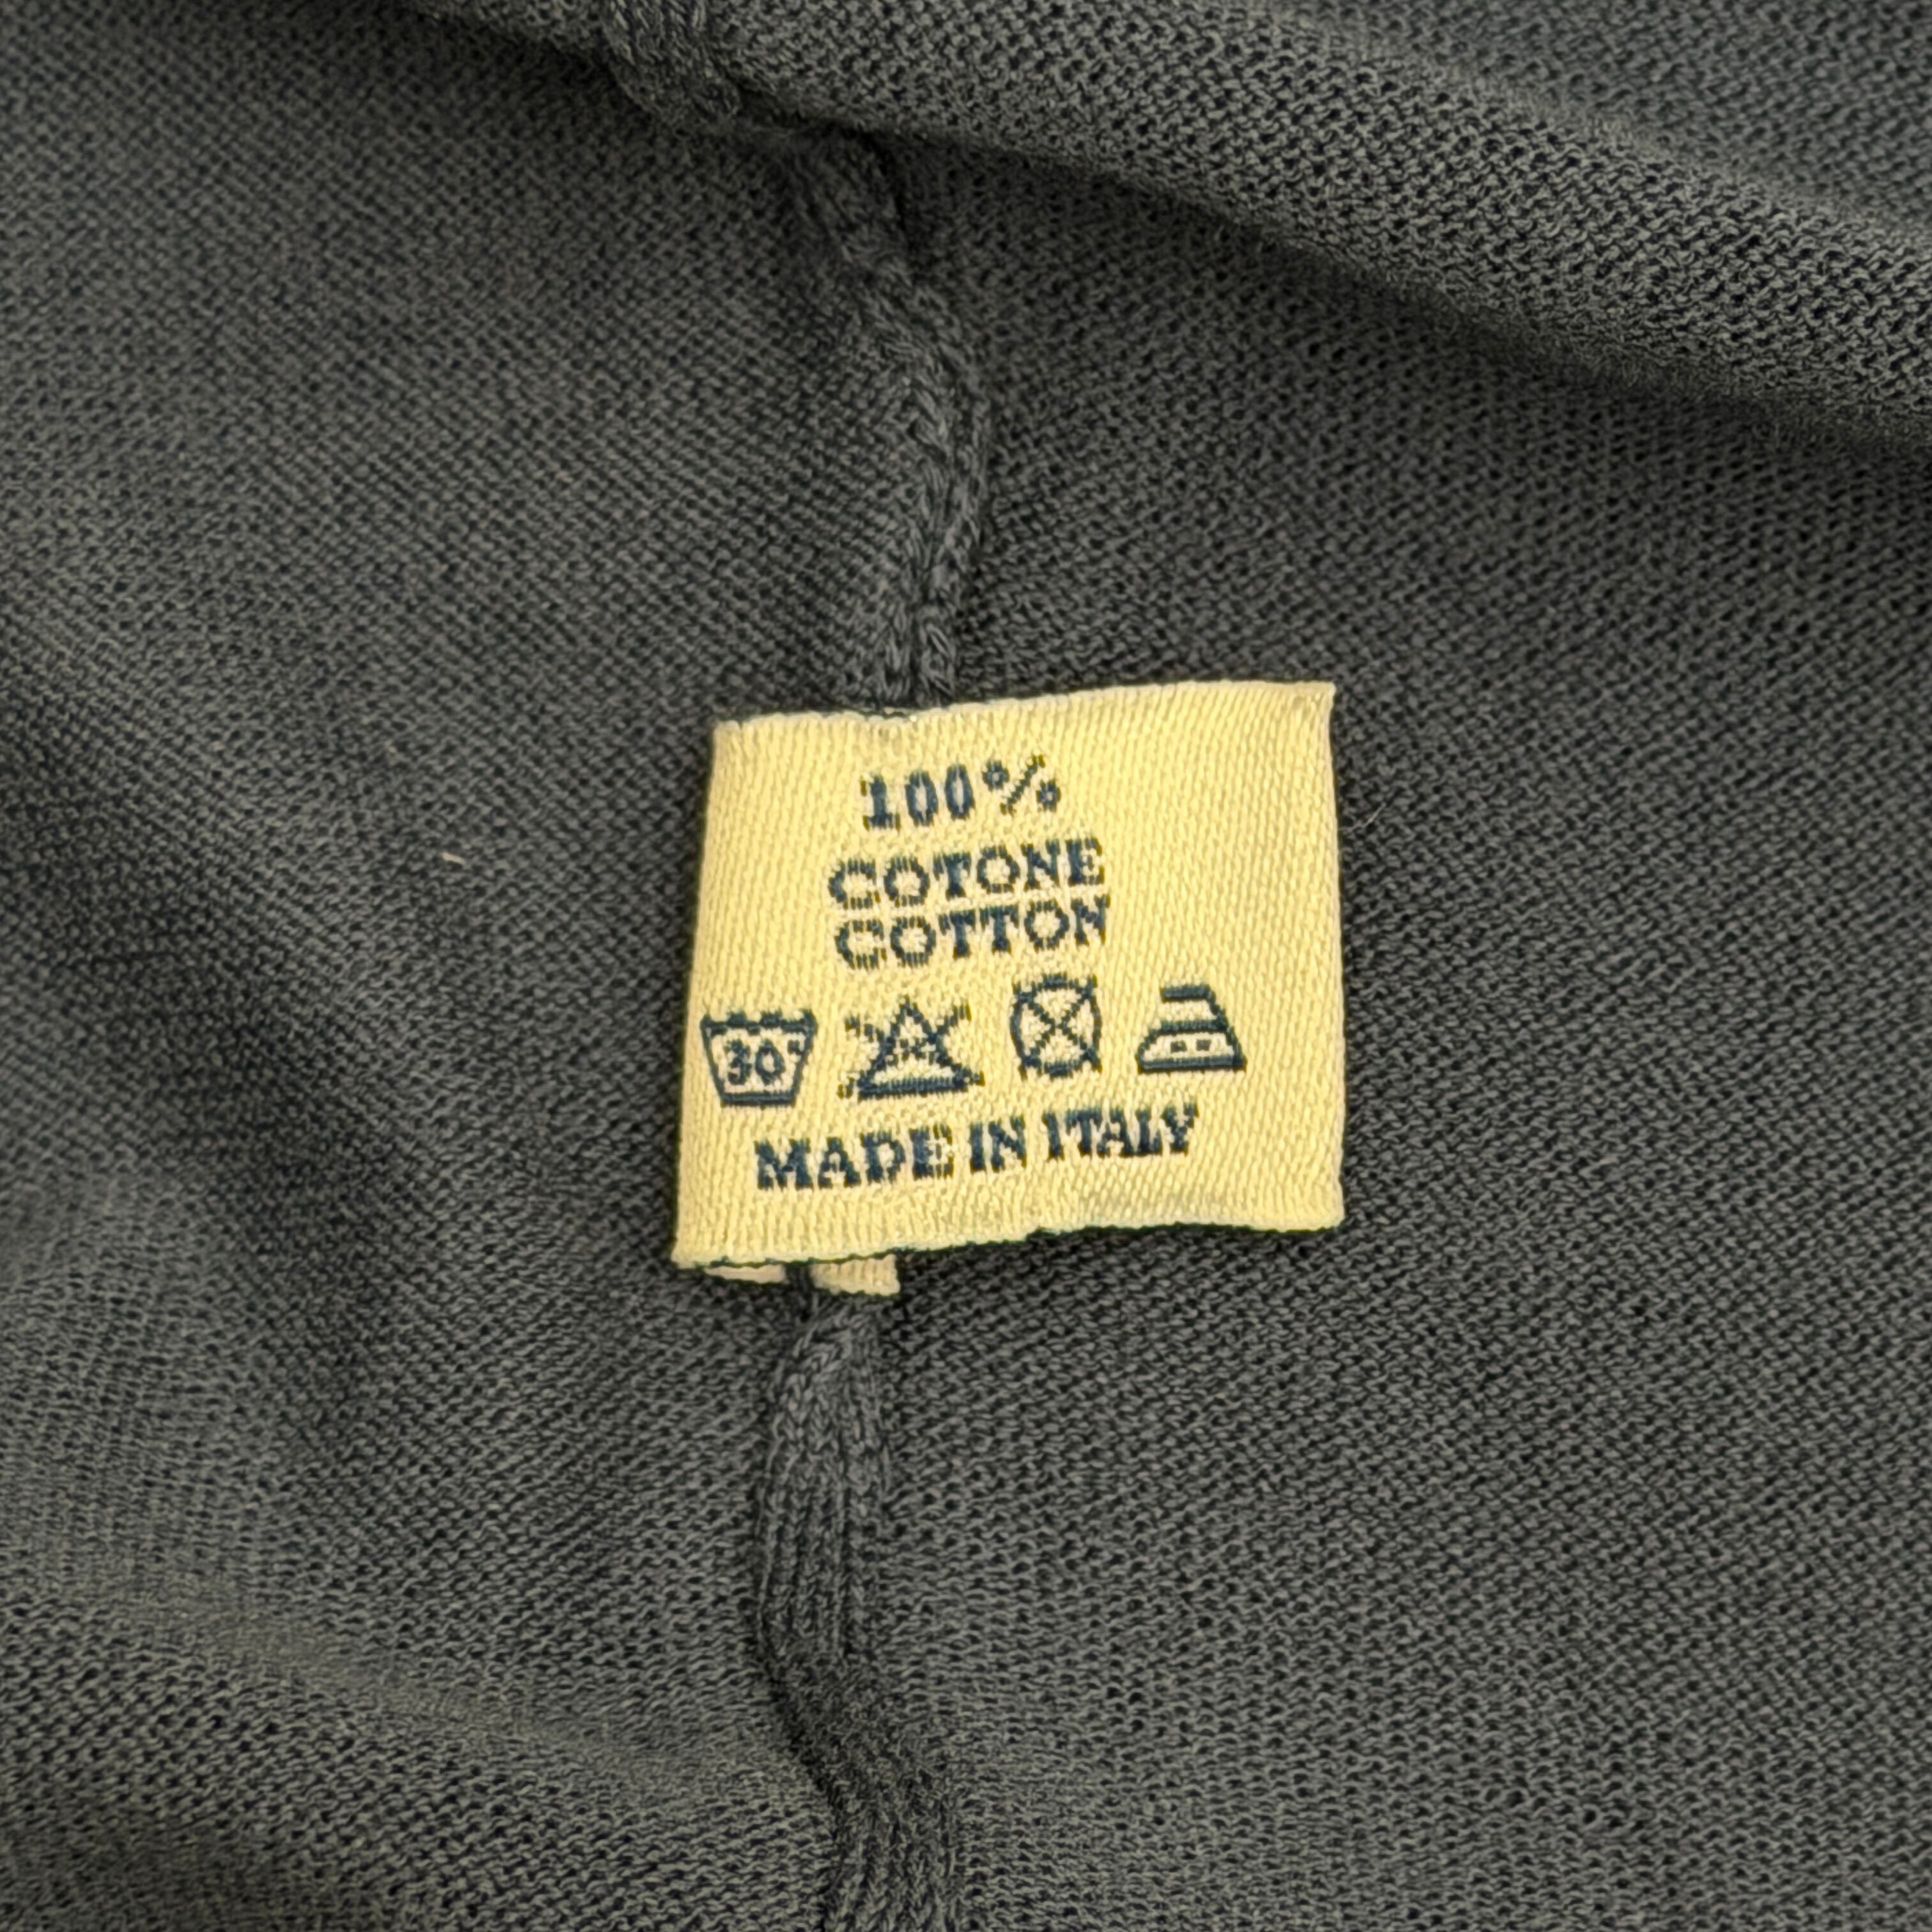 100%
COTONE
COTTON
30°
MADE IN ITALY